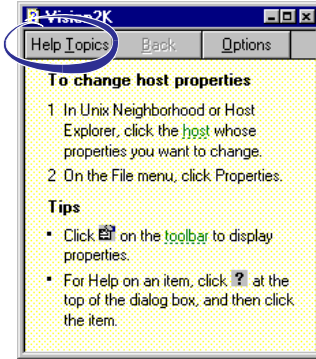 Vision2K
Help Topics Back Options
To change host properties
1 In Unix Neighborhood or Host
Explorer, click the host whose
properties you want to change.
2 On the File menu, click Properties.
Tips
▪ Click on the toolbar to display
properties.
▪ For Help on an item, click ? at the
top of the dialog box, and then click
the item.